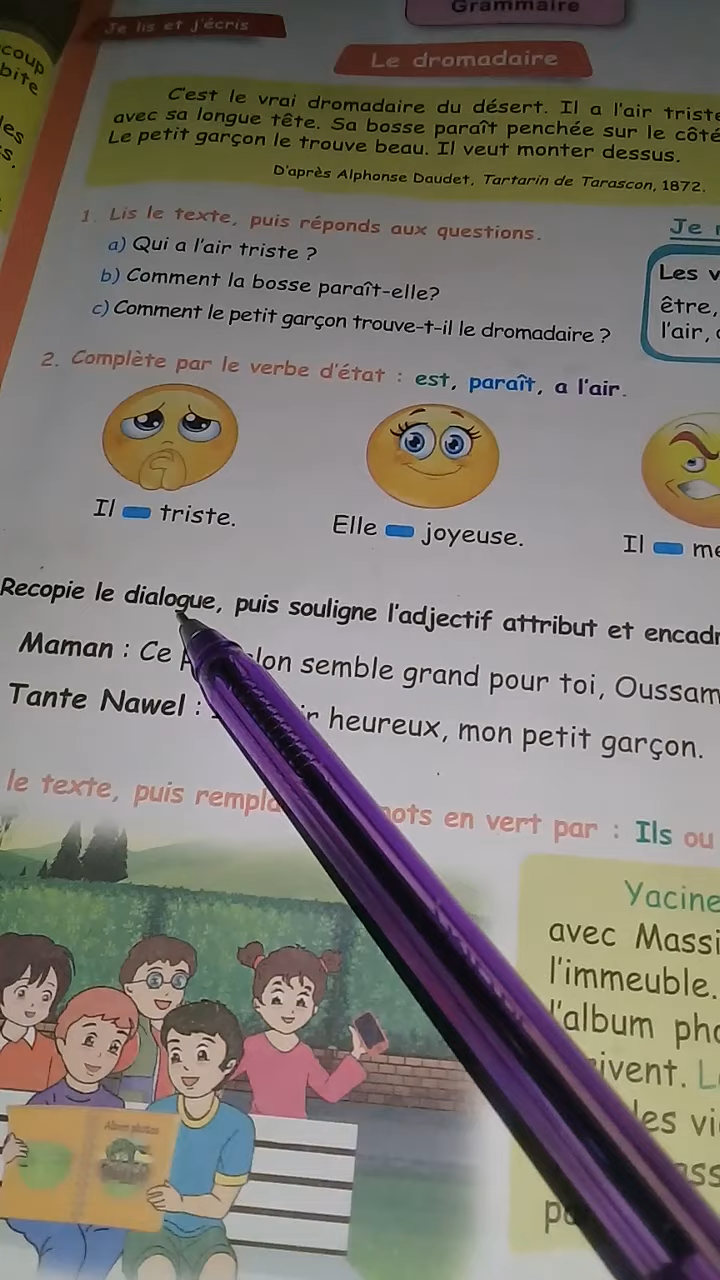 Grammaire
Je lis et j'écris
coup
bite
les
s.
Le dromadaire
C'est le vrai dromadaire du désert. Il a l'air triste
avec sa longue tête. Sa bosse paraît penchée sur le côté
Le petit garçon le trouve beau. Il veut monter dessus.
D'après Alphonse Daudet, Tartarin de Tarascon, 1872.
1. Lis le texte, puis réponds aux questions.
a) Qui a l'air triste ?
b) Comment la bosse paraît-elle?
c) Comment le petit garçon trouve-t-il le dromadaire ?
Je
Les v
être,
l'air,
2. Complète par le verbe d'état : est, paraît, a l'air.
Il triste.
Elle joyeuse.
Il
Recopie le dialogue, puis souligne l'adjectif attribut et encadr
Maman : Ce lon semble grand pour toi, Oussam
Tante Nawel : heureux, mon petit garçon.
le texte, puis rempla ots en vert par : Ils ou
Album photos
Yacine
avec Massi
l'immeuble.
l'album pho
ivent. L
les vi
ass